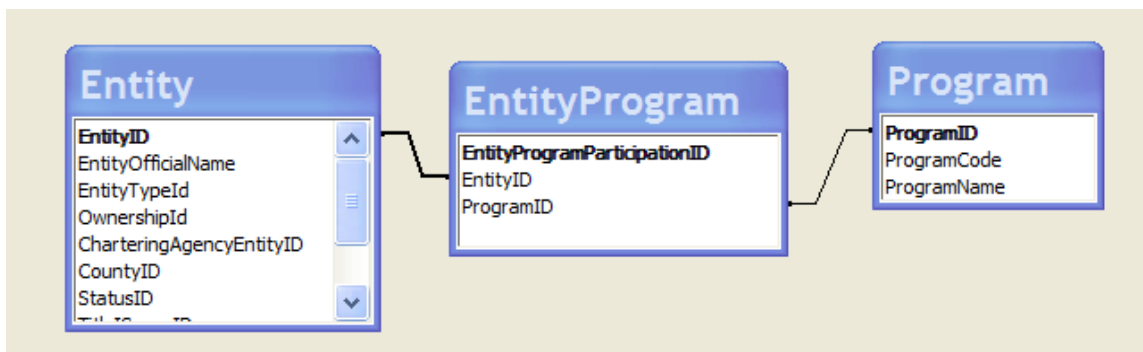 Entity
EntityID
EntityOfficialName
EntityTypeId
OwnershipId
CharteringAgencyEntityID
CountyID
StatusID
EntityProgram
EntityProgramParticipationID
EntityID
ProgramID
Program
ProgramID
ProgramCode
ProgramName